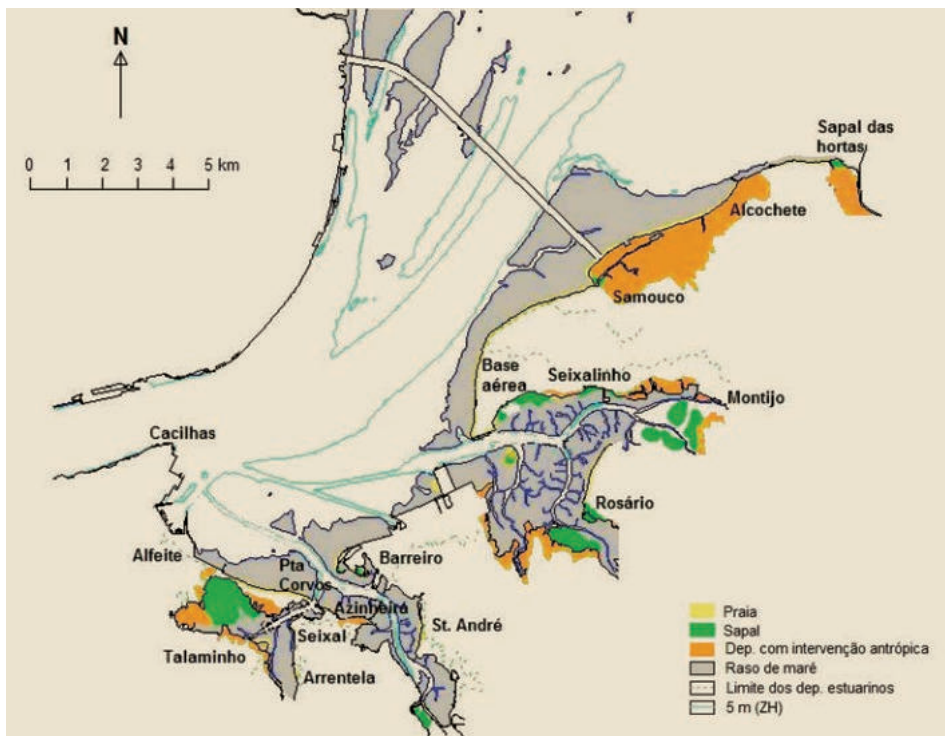 N
0 1 2 3 4 5 km
Sapal das
hortas
Alcochete
Samouco
Base
aérea
Seixalinho
Montijo
Cacilhas
Rosário
Alfeite
Pta
Corvos
Barreiro
Azinheira
St. André
Seixal
Talaminho
Arrentela
Praia
Sapal
Dep. com intervenção antrópica
Raso de maré
Limite dos dep. estuarinos
5 m (ZH)